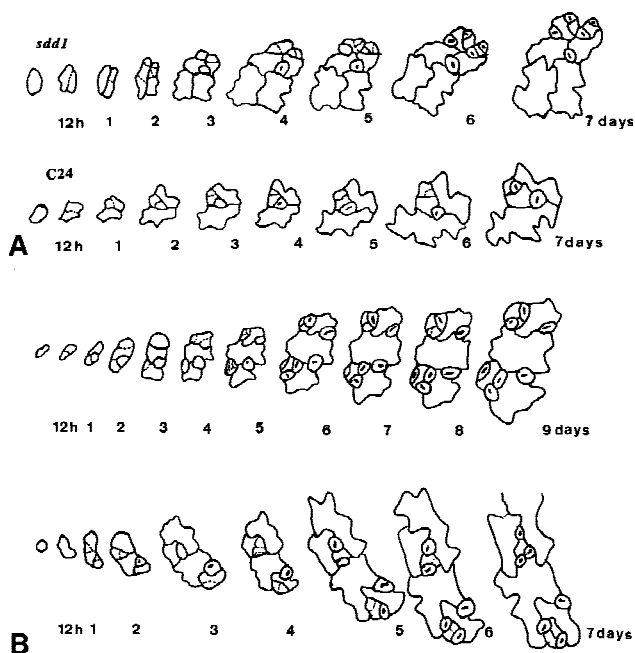 sdd1
12h 1 2 3 4 5 6 7 days
C24
A 12h 1 2 3 4 5 6 7days
12h 1 2 3 4 5 6 7 8 9 days
B 12h 1 2 3 4 5 6 7days